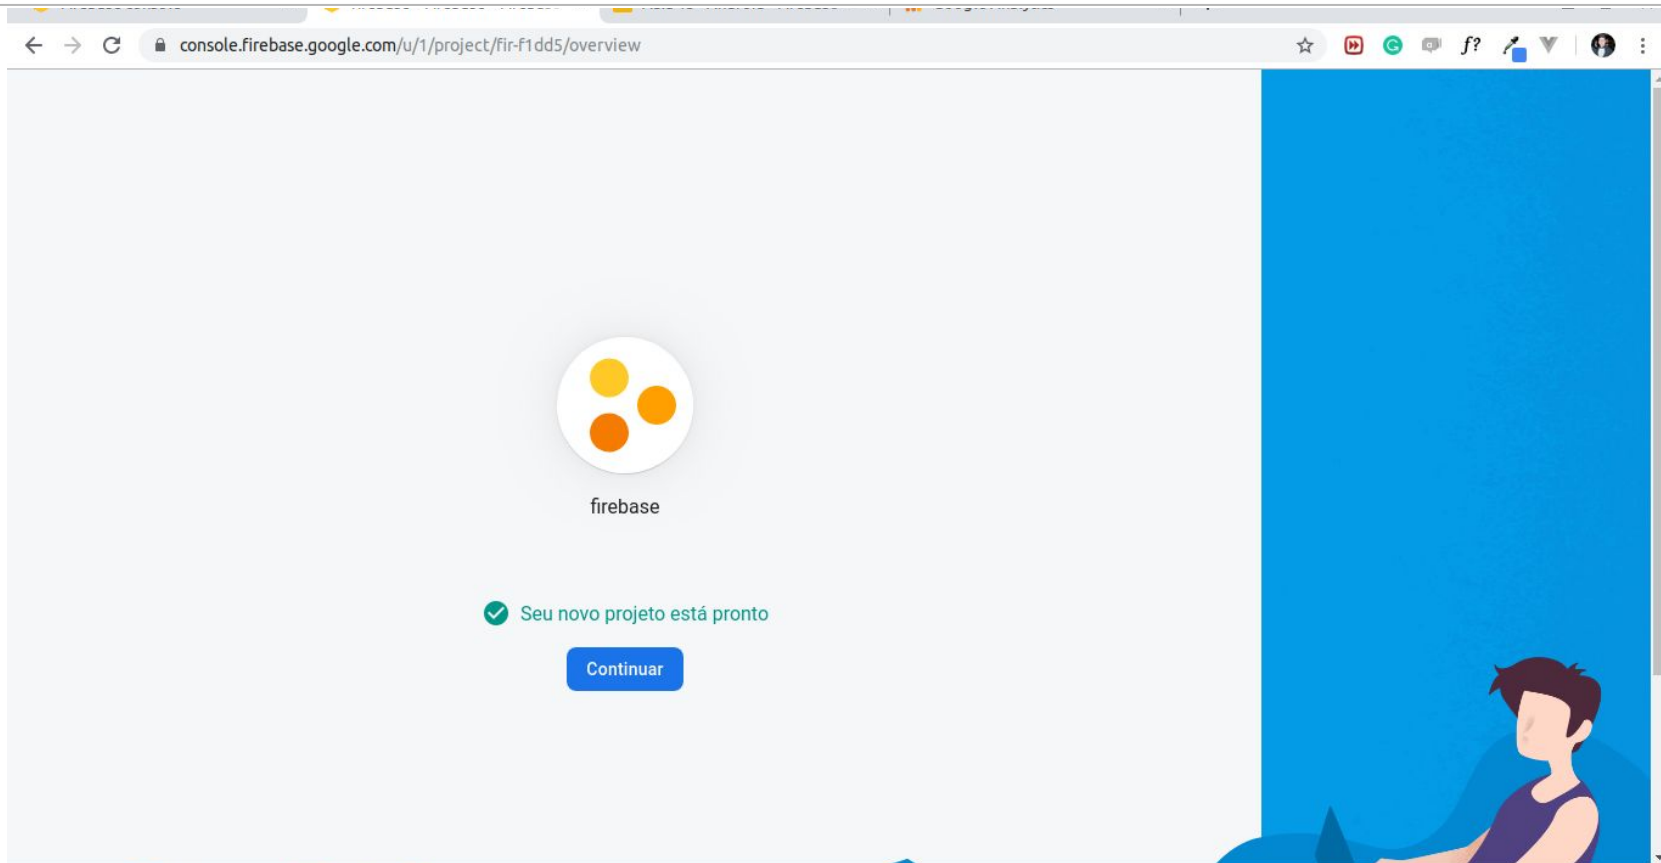 console.firebase.google.com/u/1/project/fir-f1dd5/overview
f?
firebase
Seu novo projeto está pronto
Continuar